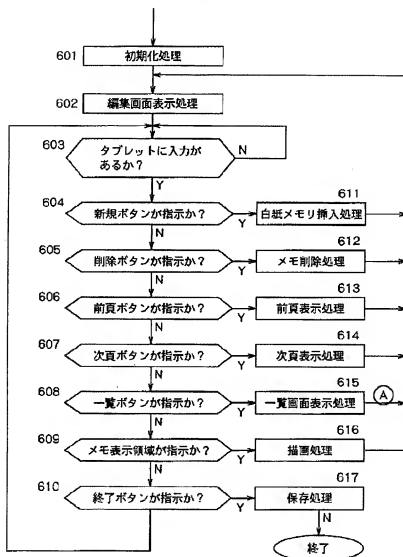 601
初期化処理
602
編集画面表示処理
603
タブレットに入力が
あるか?
N
Y
604
新規ボタンが指示か?
Y
611
白紙メモリ挿入処理
N
605
削除ボタンが指示か?
Y
612
メモ削除処理
N
606
前頁ボタンが指示か?
Y
613
前頁表示処理
N
607
次頁ボタンが指示か?
Y
614
次頁表示処理
N
608
一覧ボタンが指示か?
Y
615
一覧画面表示処理
A
N
609
メモ表示領域が指示か?
Y
616
描画処理
N
610
終了ボタンが指示か?
Y
617
保存処理
N
終了